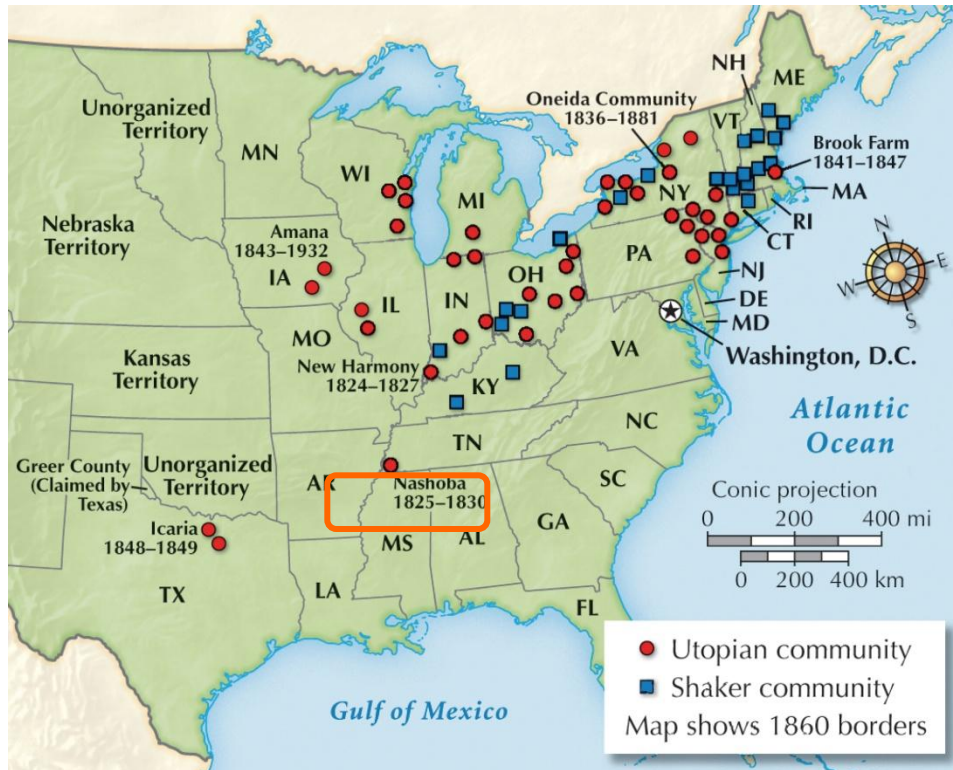 NH
ME
Oneida Community
1836–1881
VT
Unorganized
Territory
Brook Farm
1841–1847
MN
WI
NY
MA
MI
RI
Nebraska
Territory
Amana
1843–1932
CT
N
PA
OH
E
IA
NJ
IL
IN
W
DE
S
MO
MD
VA
Washington, D.C.
Kansas
Territory
New Harmony
1824–1827
KY
Atlantic
Ocean
NC
TN
Greer County
(Claimed by
Texas)
Unorganized
Territory
AR
Nashoba
1825–1830
SC
Conic projection
0 200 400 mi
Icaria
1848–1849
GA
MS
AL
0 200 400 km
TX
LA
FL
Utopian community
Shaker community
Map shows 1860 borders
Gulf of Mexico